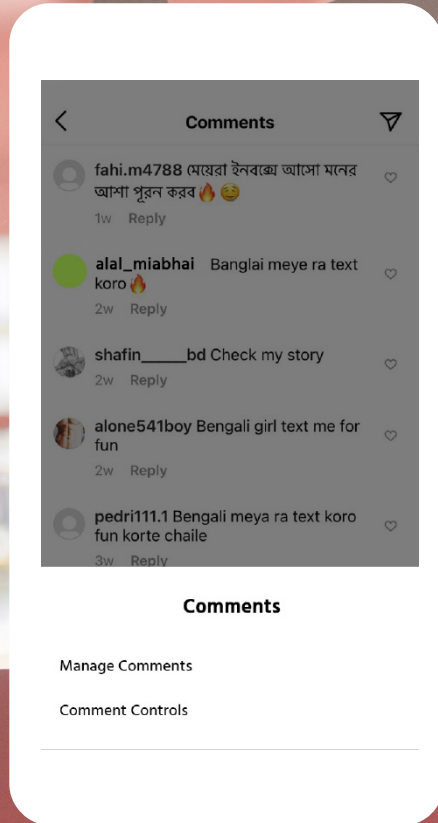 Comments
fahi.m4788 মেয়েরা ইনবক্সে আসো মনের
আশা পূরন করব🔥☺️
1w Reply
alal_miabhai Banglai meye ra text
koro🔥
2w Reply
shafin_____bd Check my story
2w Reply
alone541boy Bengali girl text me for
fun
2w Reply
pedri111.1 Bengali meya ra text koro
fun korte chaile
3w Reply
Comments
Manage Comments
Comment Controls